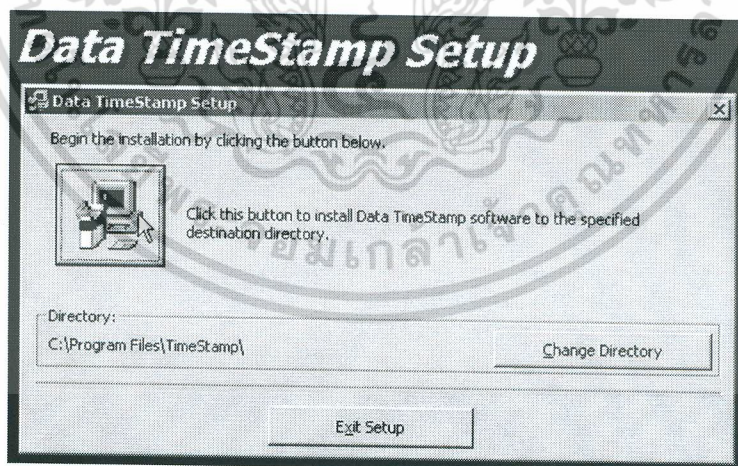 Data TimeStamp Setup
Data TimeStamp Setup
Begin the installation by clicking the button below.
Click this button to install Data TimeStamp software to the specified
destination directory.
Directory:
C:\Program Files\TimeStamp\
Change Directory
Exit Setup